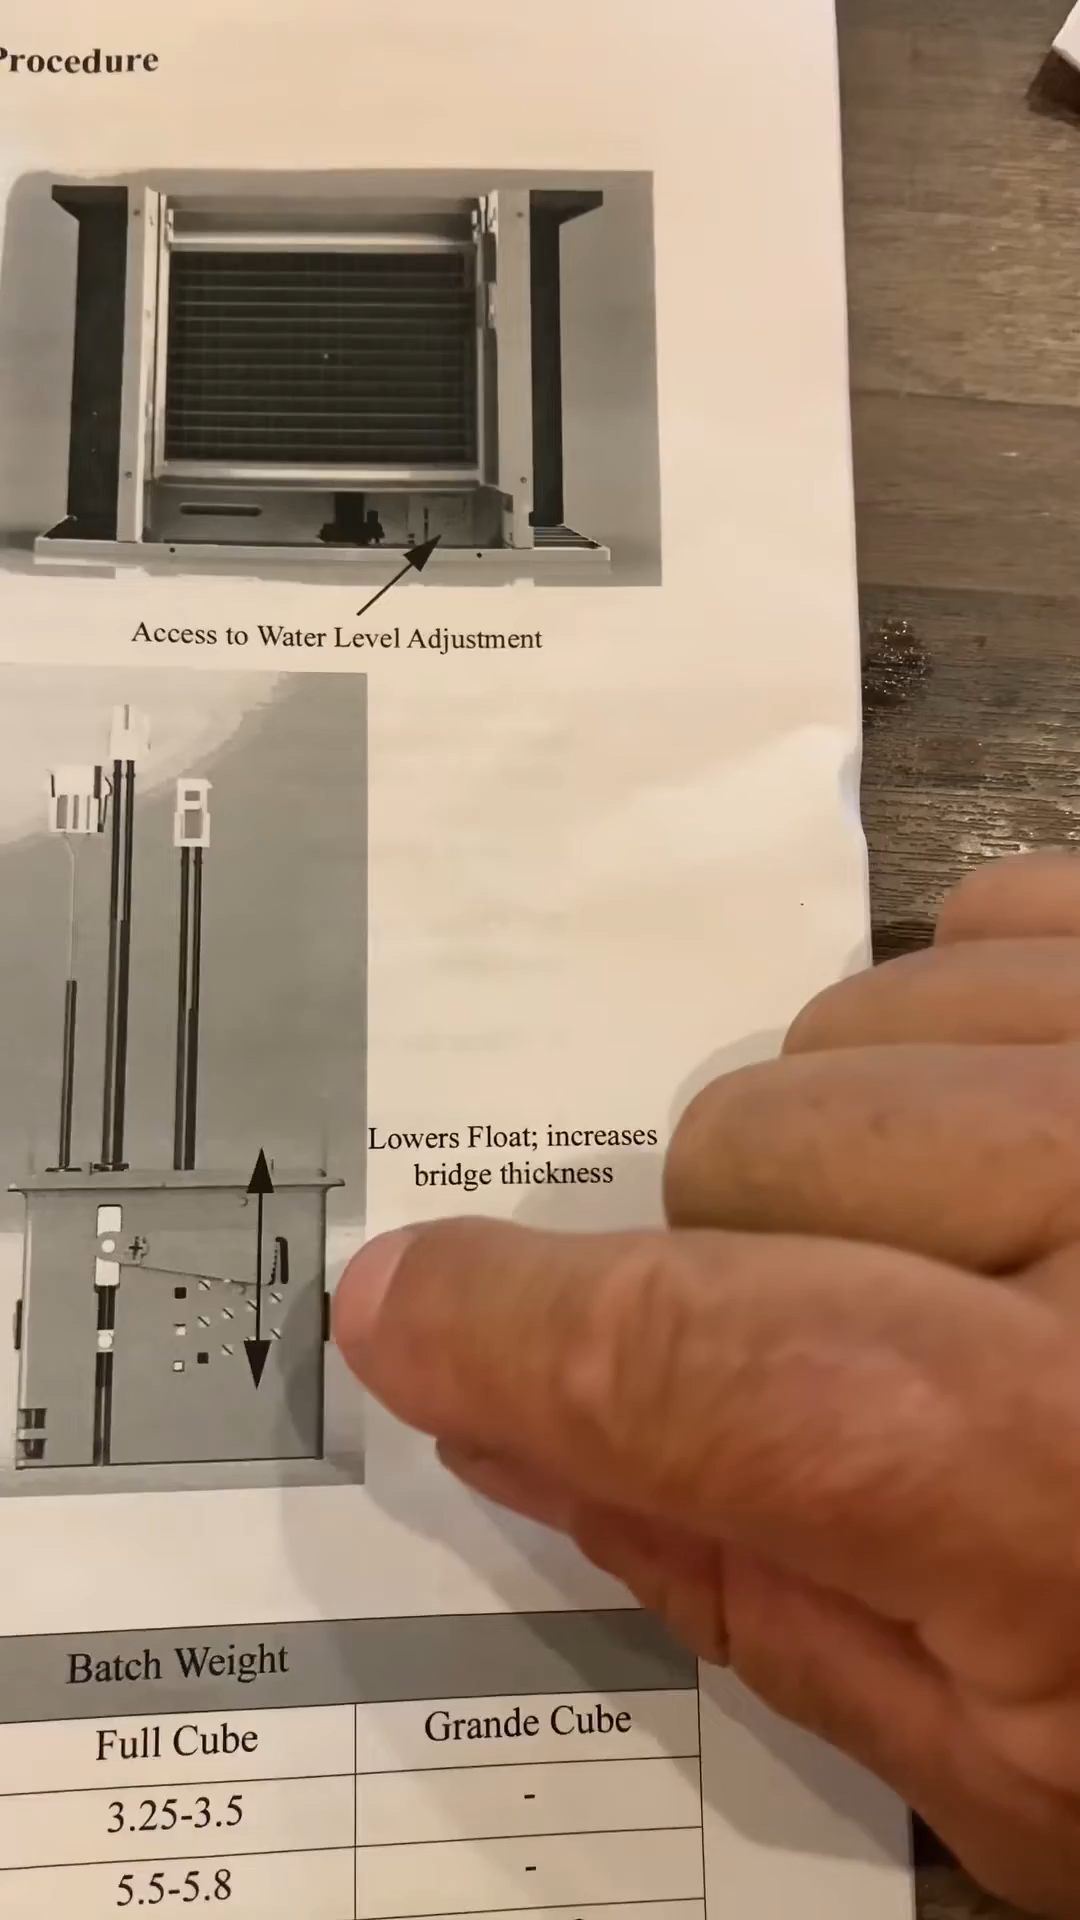 Procedure
Access to Water Level Adjustment
Lowers Float; increases
bridge thickness
Batch Weight
Full Cube
Grande Cube
3.25-3.5
-
5.5-5.8
-